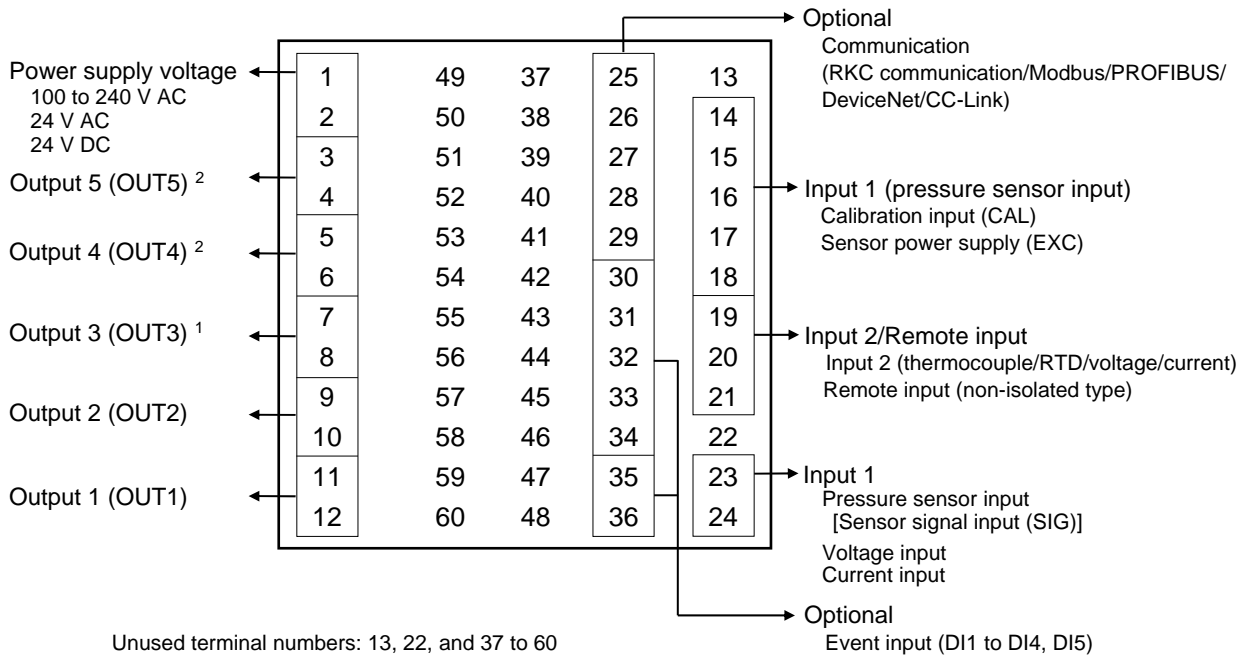 Optional
Communication
(RKC communication/Modbus/PROFIBUS/
DeviceNet/CC-Link)
Power supply voltage
100 to 240 V AC
24 V AC
24 V DC
Output 5 (OUT5) 2
Output 4 (OUT4) 2
Output 3 (OUT3) 1
Output 2 (OUT2)
Output 1 (OUT1)
1 49 37 25 13
2 50 38 26 14
3 51 39 27 15
4 52 40 28 16
5 53 41 29 17
6 54 42 30 18
7 55 43 31 19
8 56 44 32 20
9 57 45 33 21
10 58 46 34 22
11 59 47 35 23
12 60 48 36 24
Input 1 (pressure sensor input)
Calibration input (CAL)
Sensor power supply (EXC)
Input 2/Remote input
Input 2 (thermocouple/RTD/voltage/current)
Remote input (non-isolated type)
Input 1
Pressure sensor input
[Sensor signal input (SIG)]
Voltage input
Current input
Optional
Event input (DI1 to DI4, DI5)
Unused terminal numbers: 13, 22, and 37 to 60